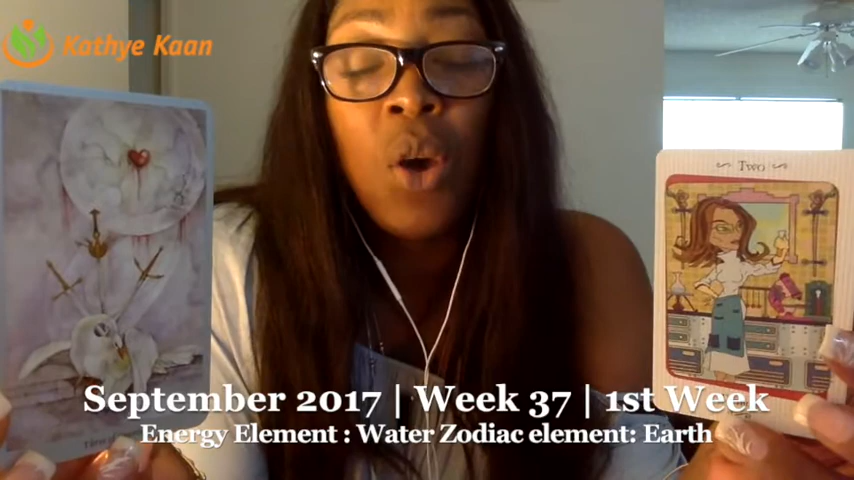 Kathye Kaan
Two
September 2017 | Week 37 | 1st Week
Energy Element : Water Zodiac element: Earth